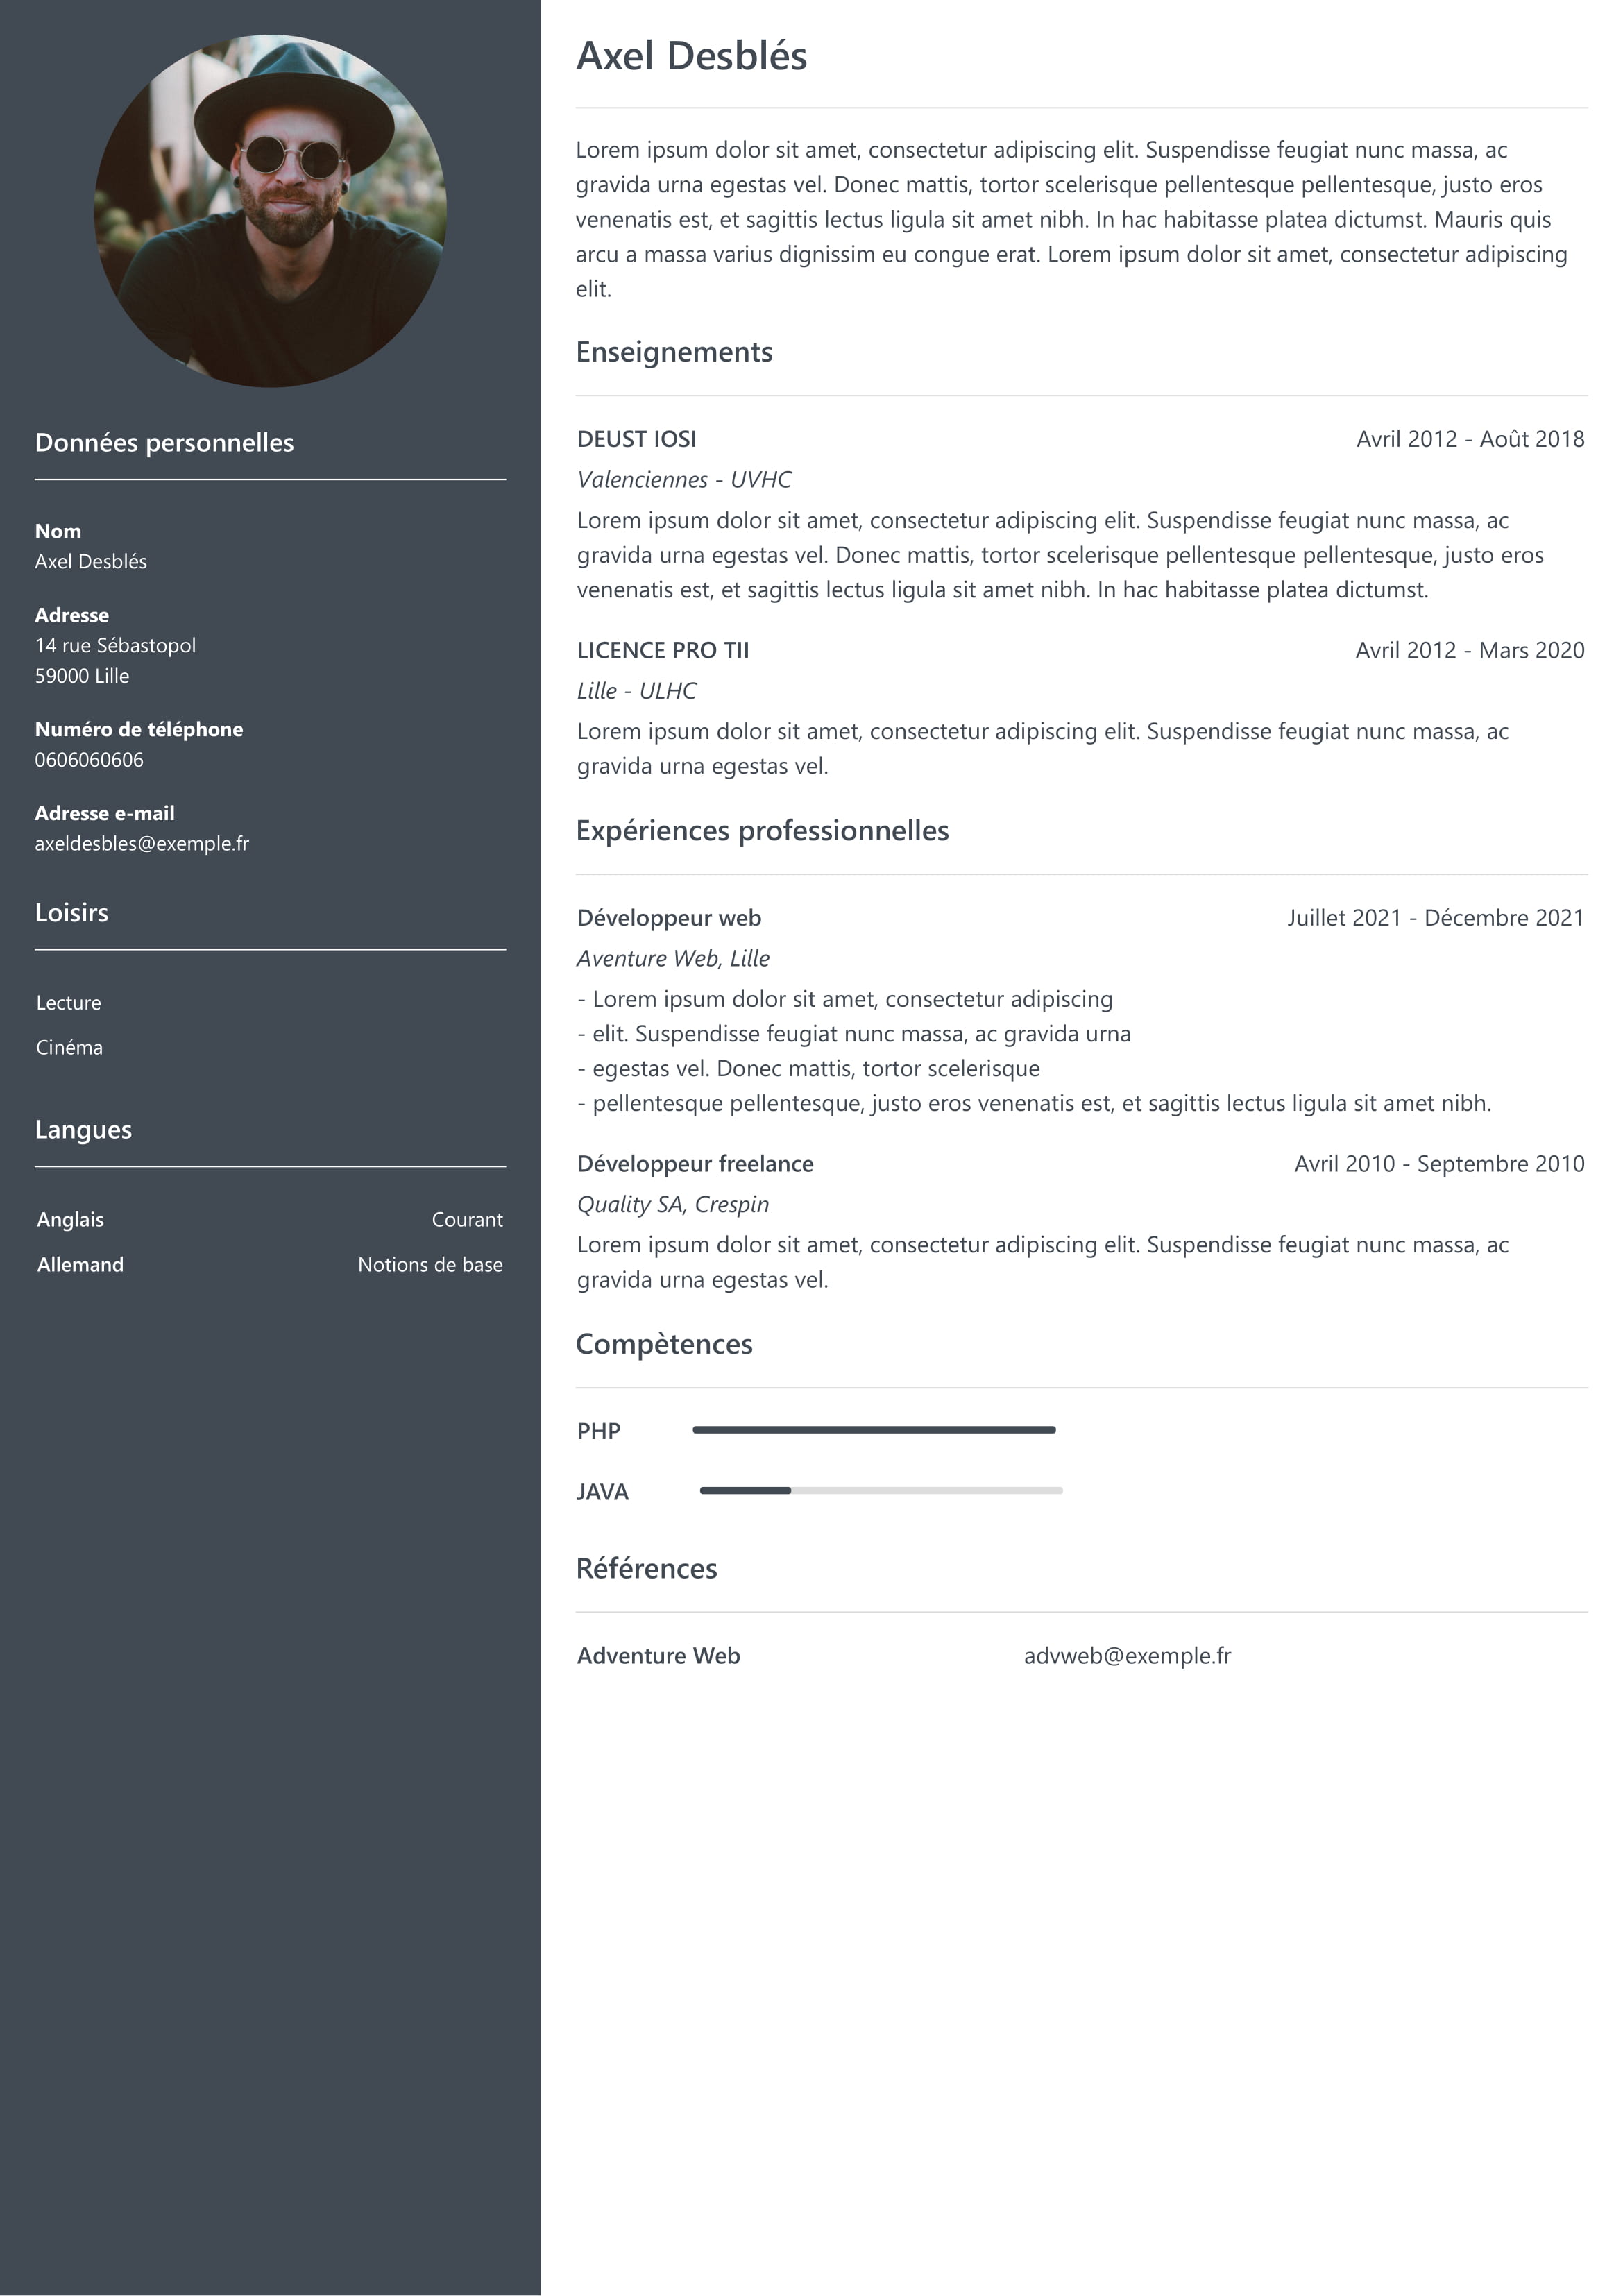 Données personnelles
Nom
Axel Desblés
Adresse
14 rue Sébastopol
59000 Lille
Numéro de téléphone
0606060606
Adresse e-mail
axeldesbles@exemple.fr
Loisirs
Lecture
Cinéma
Langues
Anglais Courant
Allemand Notions de base
Axel Desblés
Lorem ipsum dolor sit amet, consectetur adipiscing elit. Suspendisse feugiat nunc massa, ac
gravida urna egestas vel. Donec mattis, tortor scelerisque pellentesque pellentesque, justo eros
venenatis est, et sagittis lectus ligula sit amet nibh. In hac habitasse platea dictumst. Mauris quis
arcu a massa varius dignissim eu congue erat. Lorem ipsum dolor sit amet, consectetur adipiscing
elit.
Enseignements
DEUST IOSI Avril 2012 - Août 2018
Valenciennes - UVHC
Lorem ipsum dolor sit amet, consectetur adipiscing elit. Suspendisse feugiat nunc massa, ac
gravida urna egestas vel. Donec mattis, tortor scelerisque pellentesque pellentesque, justo eros
venenatis est, et sagittis lectus ligula sit amet nibh. In hac habitasse platea dictumst.
LICENCE PRO TII Avril 2012 - Mars 2020
Lille - ULHC
Lorem ipsum dolor sit amet, consectetur adipiscing elit. Suspendisse feugiat nunc massa, ac
gravida urna egestas vel.
Expériences professionnelles
Développeur web Juillet 2021 - Décembre 2021
Aventure Web, Lille
- Lorem ipsum dolor sit amet, consectetur adipiscing
- elit. Suspendisse feugiat nunc massa, ac gravida urna
- egestas vel. Donec mattis, tortor scelerisque
- pellentesque pellentesque, justo eros venenatis est, et sagittis lectus ligula sit amet nibh.
Développeur freelance Avril 2010 - Septembre 2010
Quality SA, Crespin
Lorem ipsum dolor sit amet, consectetur adipiscing elit. Suspendisse feugiat nunc massa, ac
gravida urna egestas vel.
Compètences
PHP
JAVA
Références
Adventure Web advweb@exemple.fr